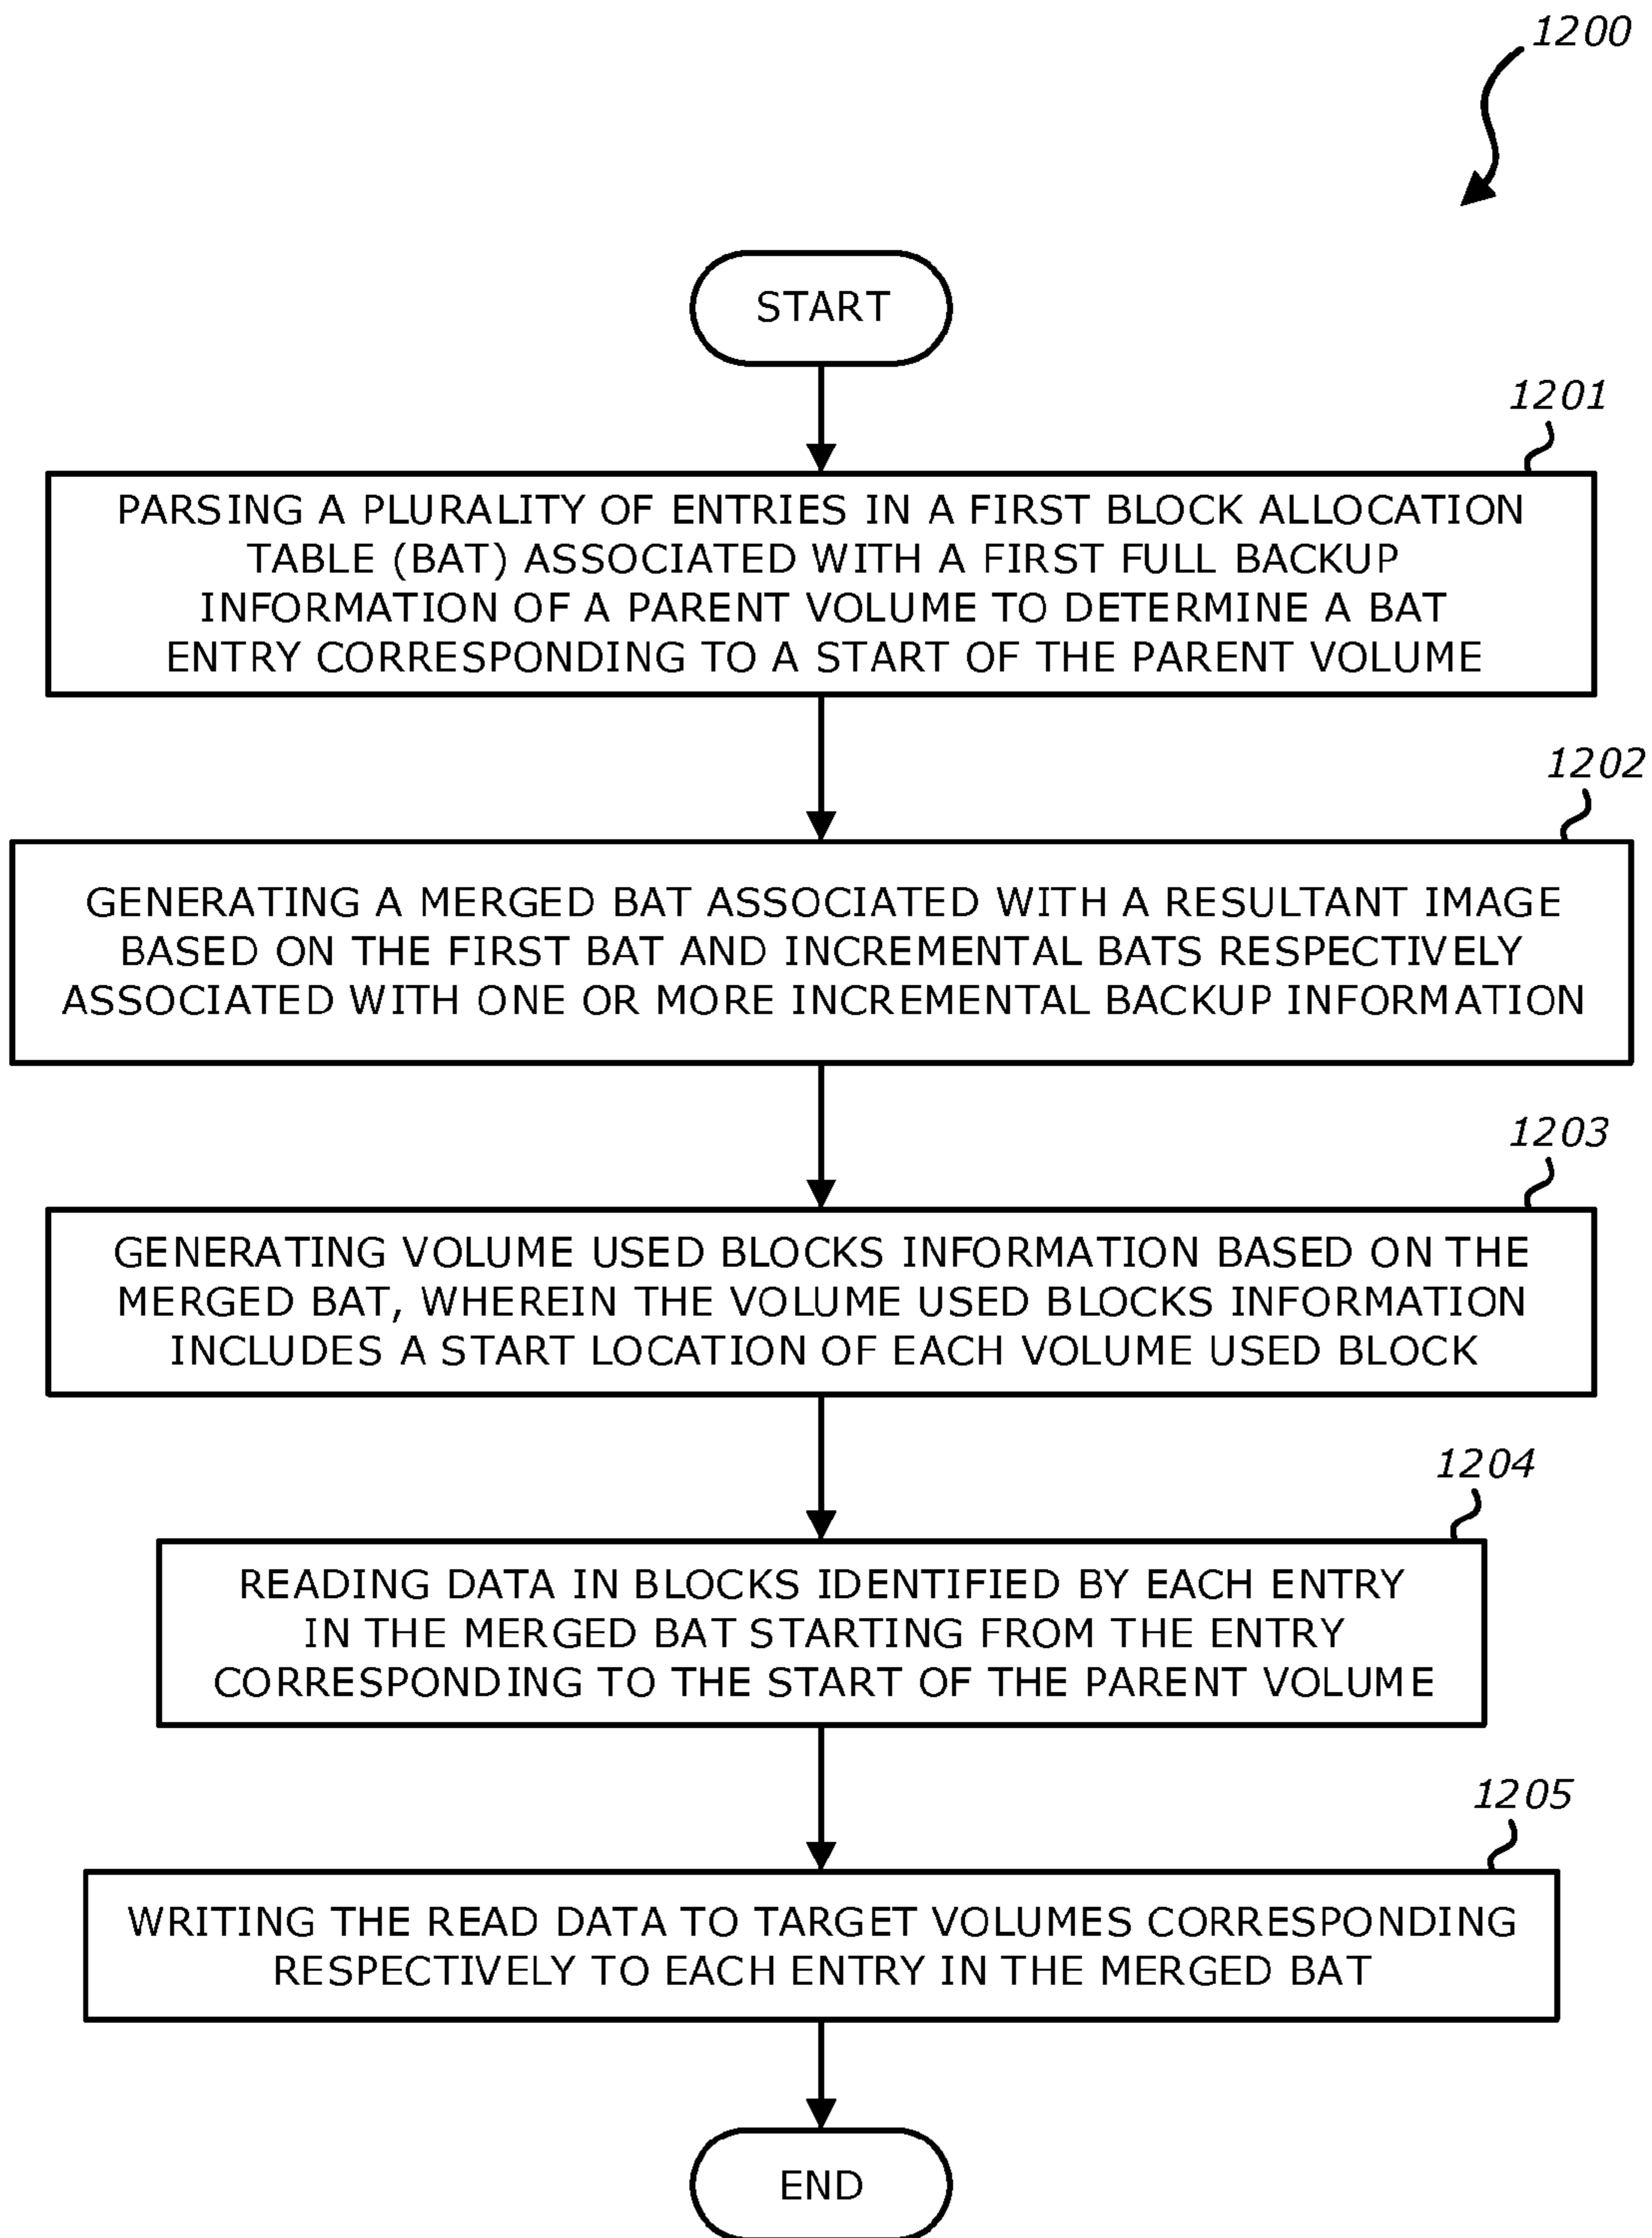 1200
START
1201
PARSING A PLURALITY OF ENTRIES IN A FIRST BLOCK ALLOCATION
TABLE (BAT) ASSOCIATED WITH A FIRST FULL BACKUP
INFORMATION OF A PARENT VOLUME TO DETERMINE A BAT
ENTRY CORRESPONDING TO A START OF THE PARENT VOLUME
1202
GENERATING A MERGED BAT ASSOCIATED WITH A RESULTANT IMAGE
BASED ON THE FIRST BAT AND INCREMENTAL BATS RESPECTIVELY
ASSOCIATED WITH ONE OR MORE INCREMENTAL BACKUP INFORMATION
1203
GENERATING VOLUME USED BLOCKS INFORMATION BASED ON THE
MERGED BAT, WHEREIN THE VOLUME USED BLOCKS INFORMATION
INCLUDES A START LOCATION OF EACH VOLUME USED BLOCK
1204
READING DATA IN BLOCKS IDENTIFIED BY EACH ENTRY
IN THE MERGED BAT STARTING FROM THE ENTRY
CORRESPONDING TO THE START OF THE PARENT VOLUME
1205
WRITING THE READ DATA TO TARGET VOLUMES CORRESPONDING
RESPECTIVELY TO EACH ENTRY IN THE MERGED BAT
END